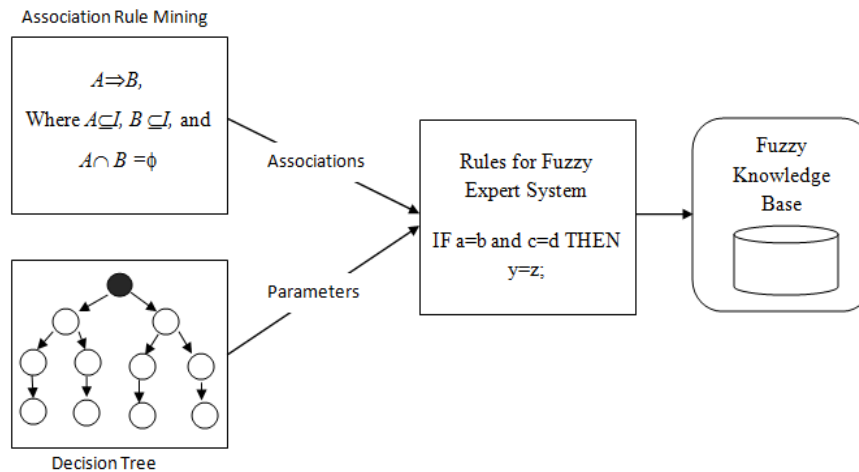 Association Rule Mining
A⇒B,
Where A⊆I, B ⊆I, and
A∩ B =ϕ
Associations
Rules for Fuzzy
Expert System
IF a=b and c=d THEN
y=z;
Fuzzy
Knowledge
Base
Parameters
Decision Tree